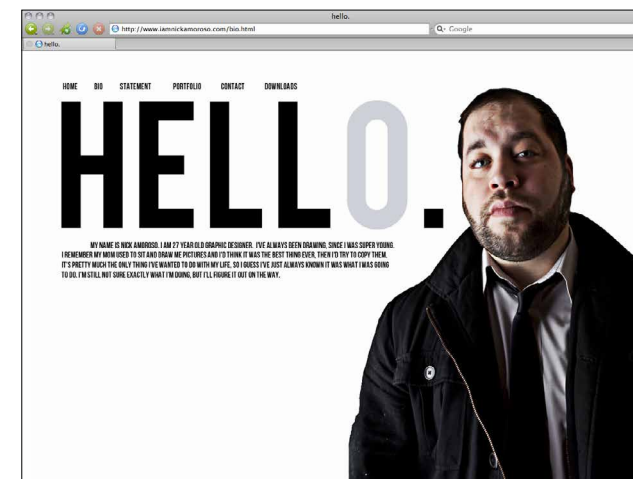 hello.
http://www.iamnickamoroso.com/bio.html
Google
hello.
HOME BIO STATEMENT PORTFOLIO CONTACT DOWNLOADS
HELLO.
MY NAME IS NICK AMOROSO. I AM 27 YEAR OLD GRAPHIC DESIGNER. I'VE ALWAYS BEEN DRAWING, SINCE I WAS SUPER YOUNG.
I REMEMBER MY MOM USED TO SIT AND DRAW ME PICTURES AND I'D THINK IT WAS THE BEST THING EVER, THEN I'D TRY TO COPY THEM.
IT'S PRETTY MUCH THE ONLY THING I'VE WANTED TO DO WITH MY LIFE, SO I GUESS I'VE JUST ALWAYS KNOWN IT WAS WHAT I WAS GOING
TO DO. I'M STILL NOT SURE EXACTLY WHAT I'M DOING, BUT I'LL FIGURE IT OUT ON THE WAY.